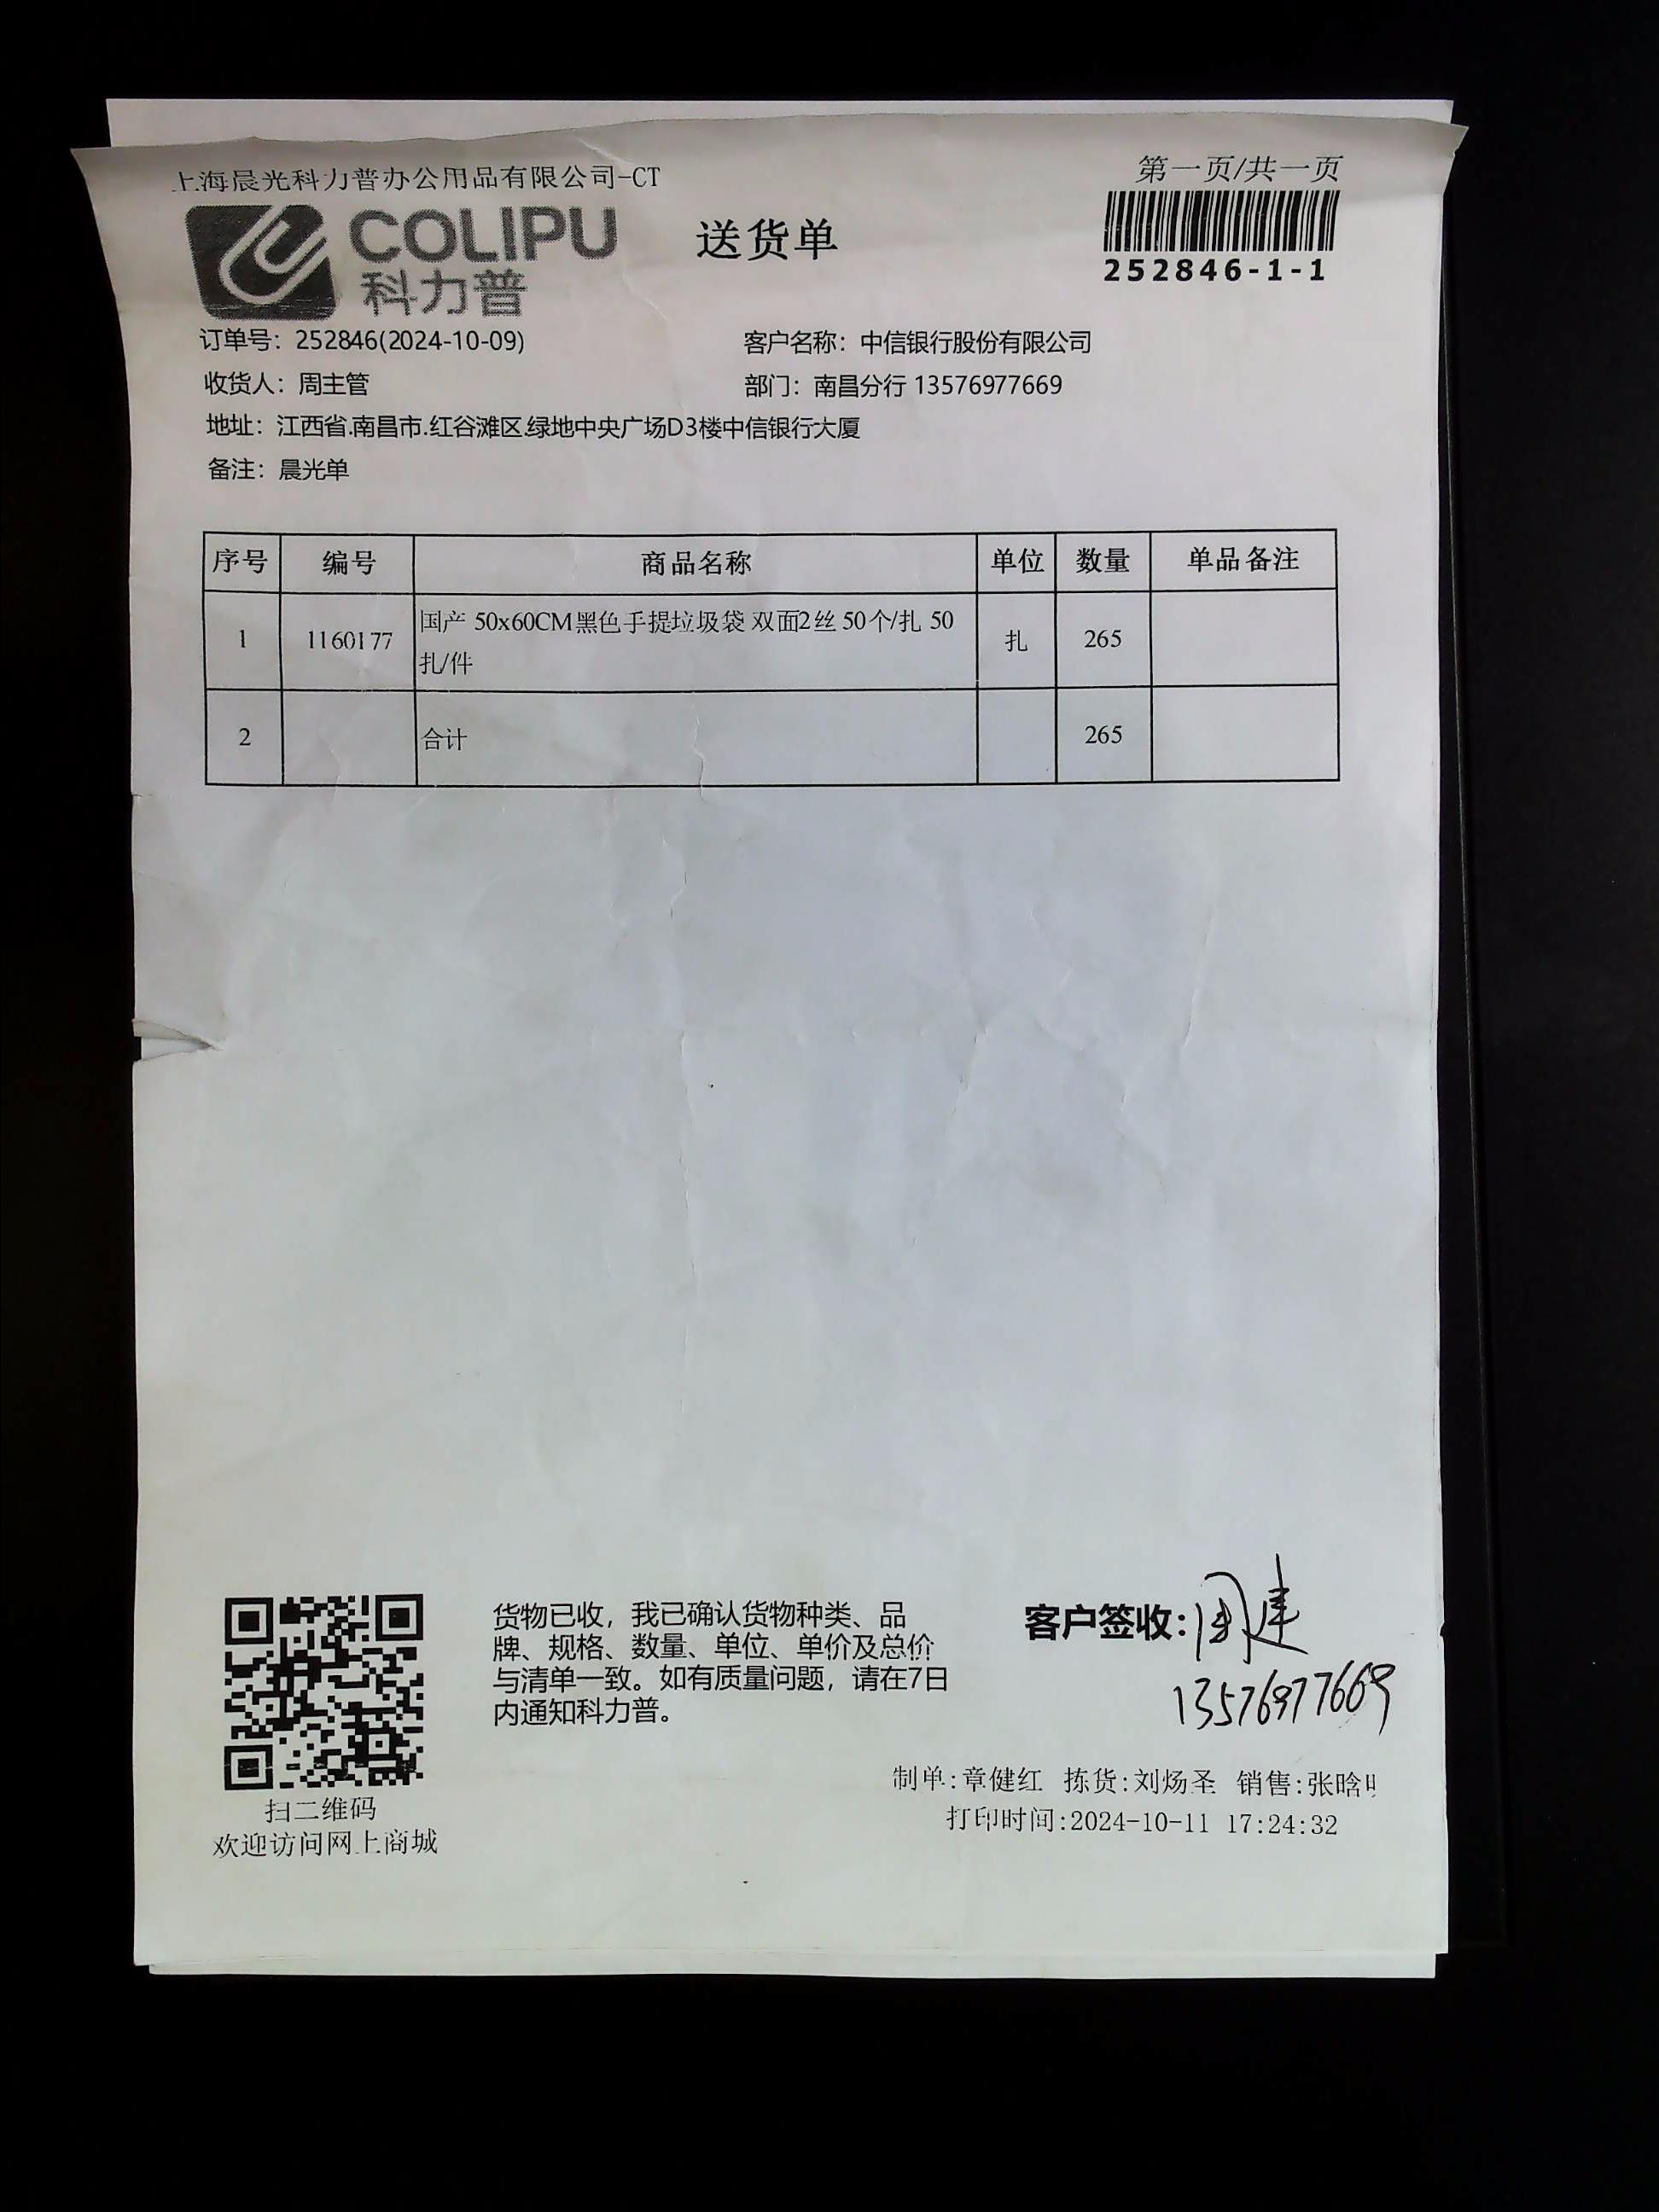 上海晨光科力普办公用品有限公司-CT
第一页/共一页
COLIPU
科力普
送货单
252846-1-1
订单号：252846(2024-10-09)
客户名称：中信银行股份有限公司
收货人：周主管
部门：南昌分行 13576977669
地址：江西省.南昌市.红谷滩区.绿地中央广场D3楼中信银行大厦
备注：晨光单
序号 编号 商品名称 单位 数量 单品备注
1 1160177 国产 50x60CM黑色手提垃圾袋 双面2丝 50个/扎 50
扎/件 扎 265
2 合计 265
货物已收，我已确认货物种类、品
牌、规格、数量、单位、单价及总价
与清单一致。如有质量问题，请在7日
内通知科力普。
客户签收：周建
13576977669
扫二维码
欢迎访问网上商城
制单:章健红 拣货:刘炀圣 销售:张晗
打印时间:2024-10-11 17:24:32